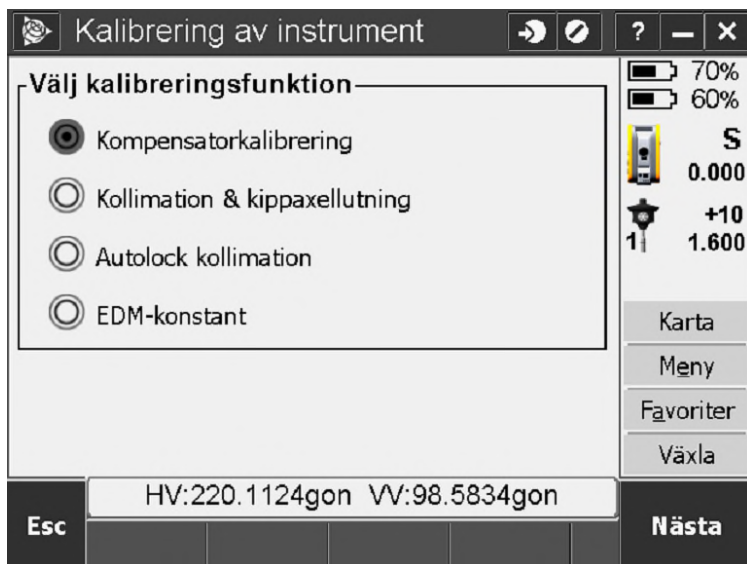 Kalibrering av instrument
? – ×
Välj kalibreringsfunktion
Kompensatorkalibrering
Kollimation & kippaxellutning
Autolock kollimation
EDM-konstant
70%
60%
S
0.000
+10
1 1.600
Karta
Meny
Favoriter
Växla
HV:220.1124gon VV:98.5834gon
Esc
Nästa